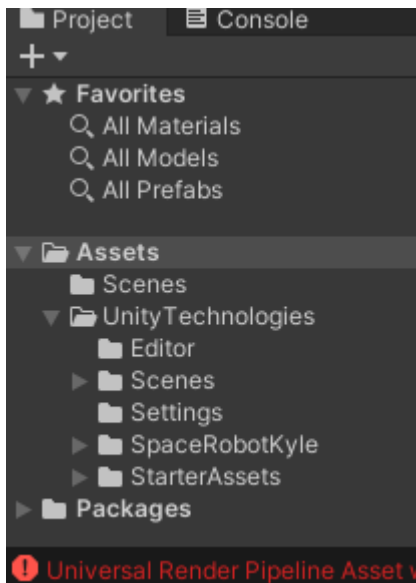 Project Console
Favorites
All Materials
All Models
All Prefabs
Assets
Scenes
UnityTechnologies
Editor
Scenes
Settings
SpaceRobotKyle
StarterAssets
Packages
Universal Render Pipeline Asset